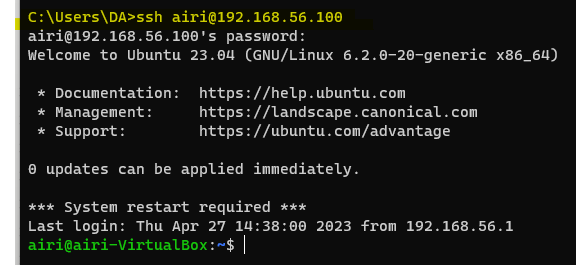 C:\Users\DA>ssh airi@192.168.56.100
airi@192.168.56.100's password:
Welcome to Ubuntu 23.04 (GNU/Linux 6.2.0-20-generic x86_64)
* Documentation:  https://help.ubuntu.com
* Management:     https://landscape.canonical.com
* Support:        https://ubuntu.com/advantage
0 updates can be applied immediately.
*** System restart required ***
Last login: Thu Apr 27 14:38:00 2023 from 192.168.56.1
airi@airi-VirtualBox:~$